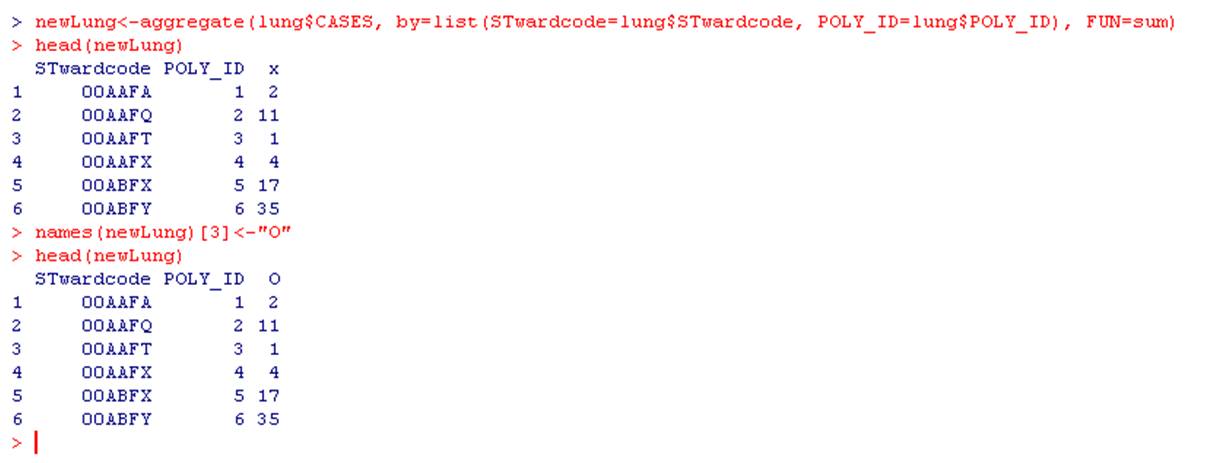 > newLung<-aggregate(lung$CASES, by=list(STwardcode=lung$STwardcode, POLY_ID=lung$POLY_ID), FUN=sum)
> head(newLung)
  STwardcode POLY_ID  x
1     00AAFA       1  2
2     00AAFQ       2 11
3     00AAFT       3  1
4     00AAFX       4  4
5     00ABFX       5 17
6     00ABFY       6 35
> names(newLung)[3]<-"O"
> head(newLung)
  STwardcode POLY_ID  O
1     00AAFA       1  2
2     00AAFQ       2 11
3     00AAFT       3  1
4     00AAFX       4  4
5     00ABFX       5 17
6     00ABFY       6 35
>